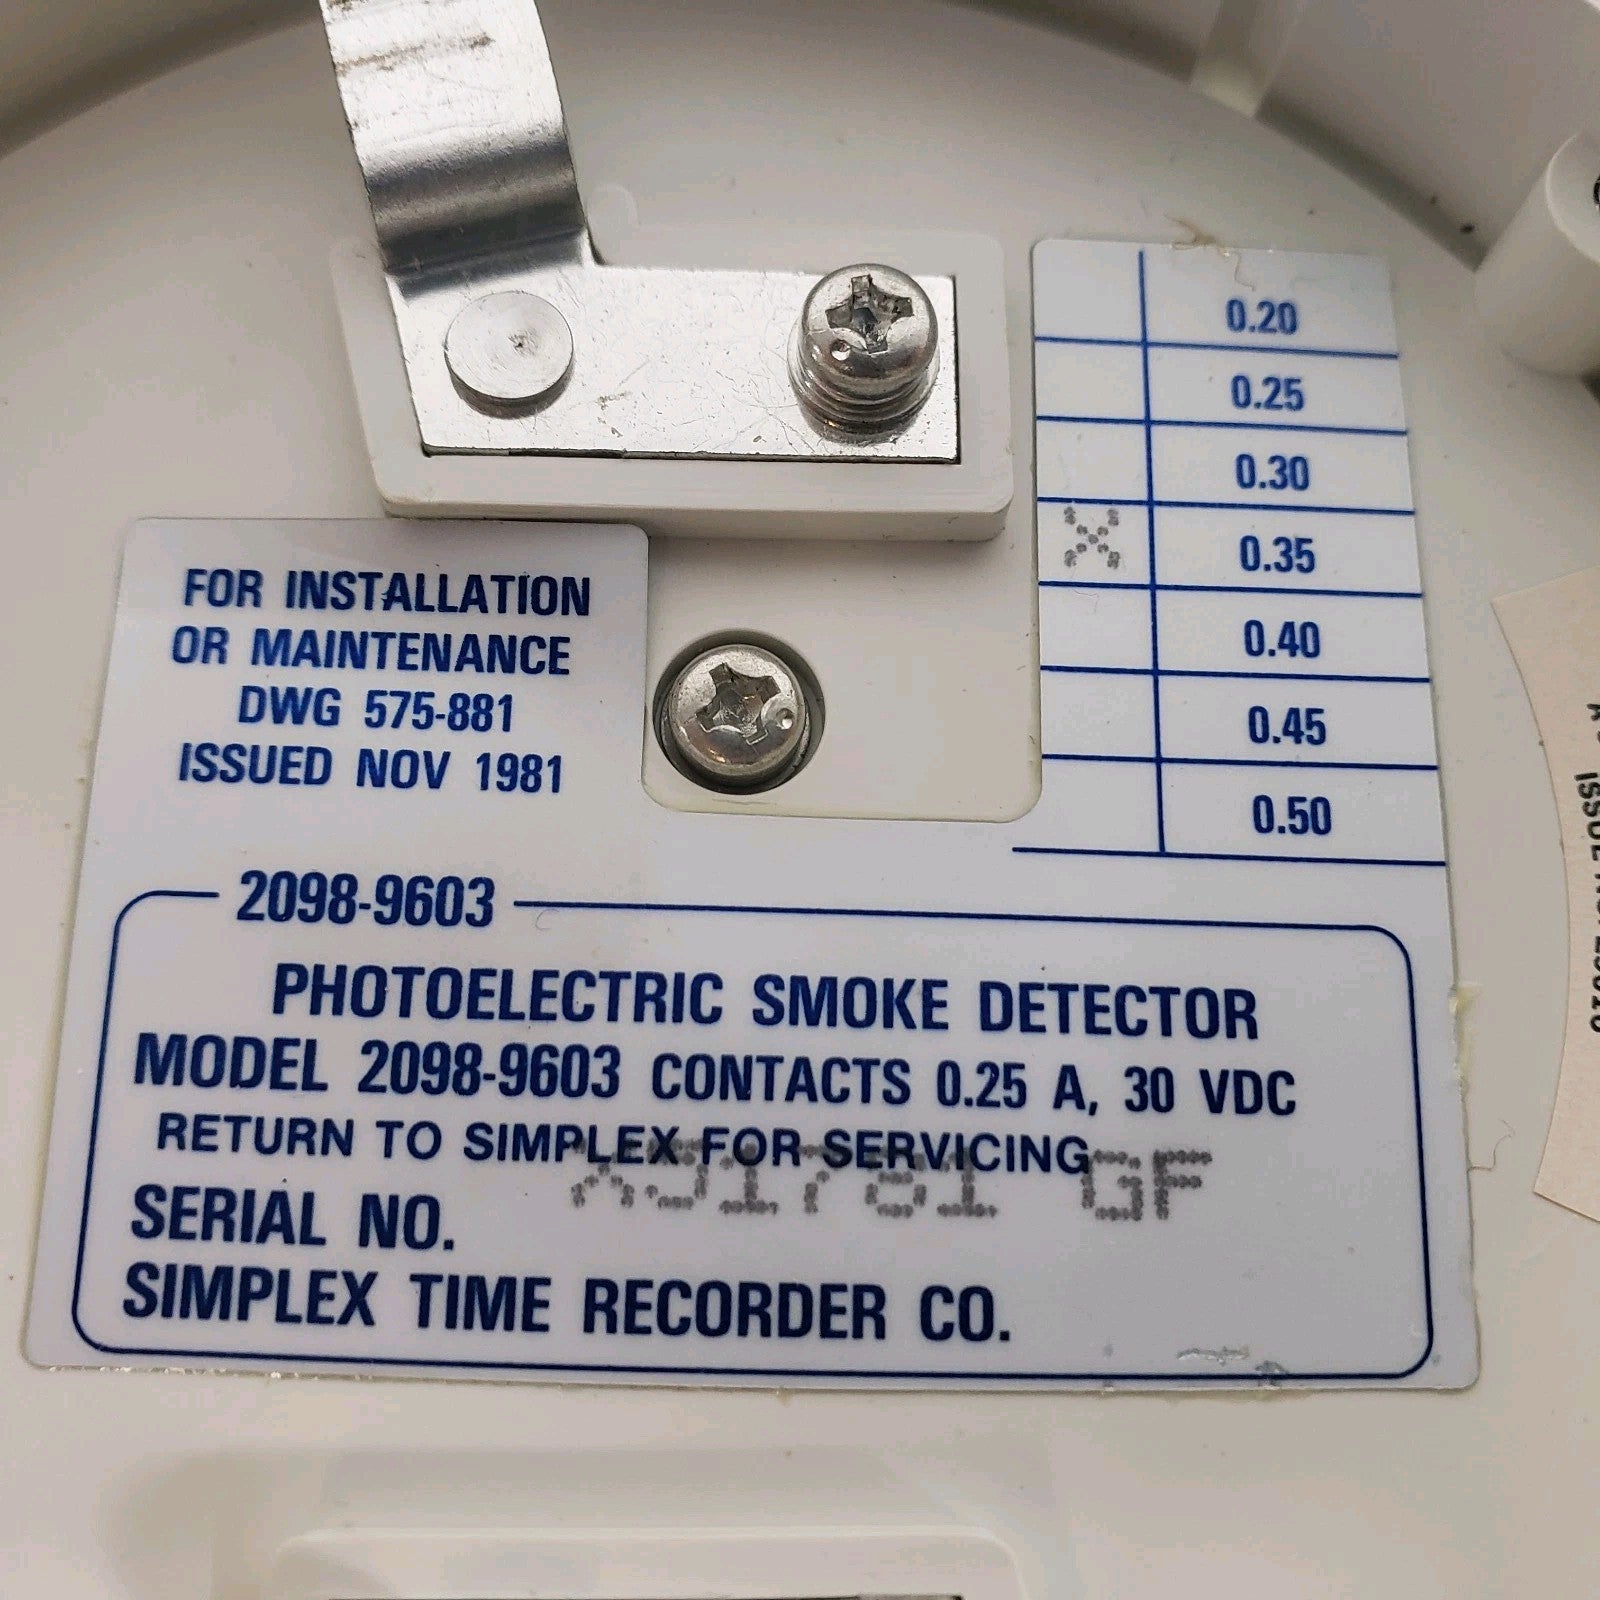 0.20
0.25
0.30
X 0.35
0.40
0.45
0.50
FOR INSTALLATION
OR MAINTENANCE
DWG 575-881
ISSUED NOV 1981
2098-9603
PHOTOELECTRIC SMOKE DETECTOR
MODEL 2098-9603 CONTACTS 0.25 A, 30 VDC
RETURN TO SIMPLEX FOR SERVICING
GF
SERIAL NO.
SIMPLEX TIME RECORDER CO.
ISSUE